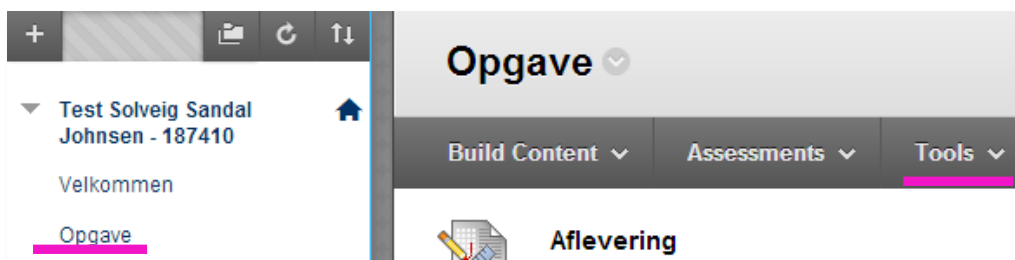 Test Solveig Sandal
Johnsen - 187410
Velkommen
Opgave
Opgave
Build Content
Assessments
Tools
Aflevering